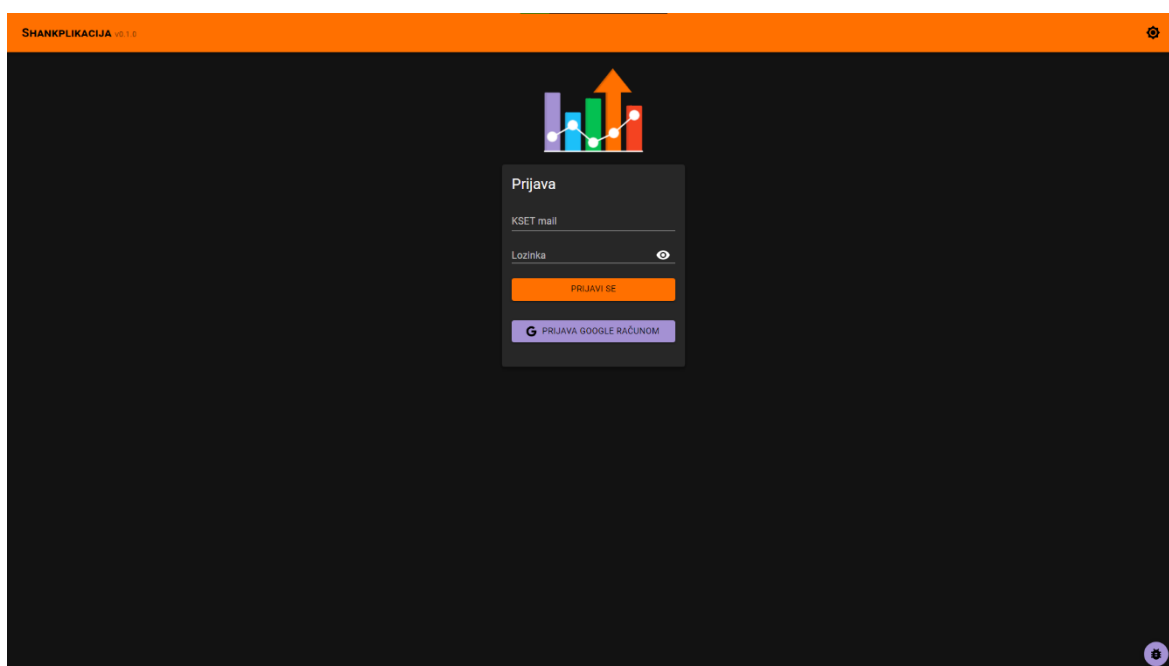 SHANKPLIKACIJA v0.1.0
Prijava
KSET mail
Lozinka
PRIJAVI SE
G PRIJAVA GOOGLE RAČUNOM